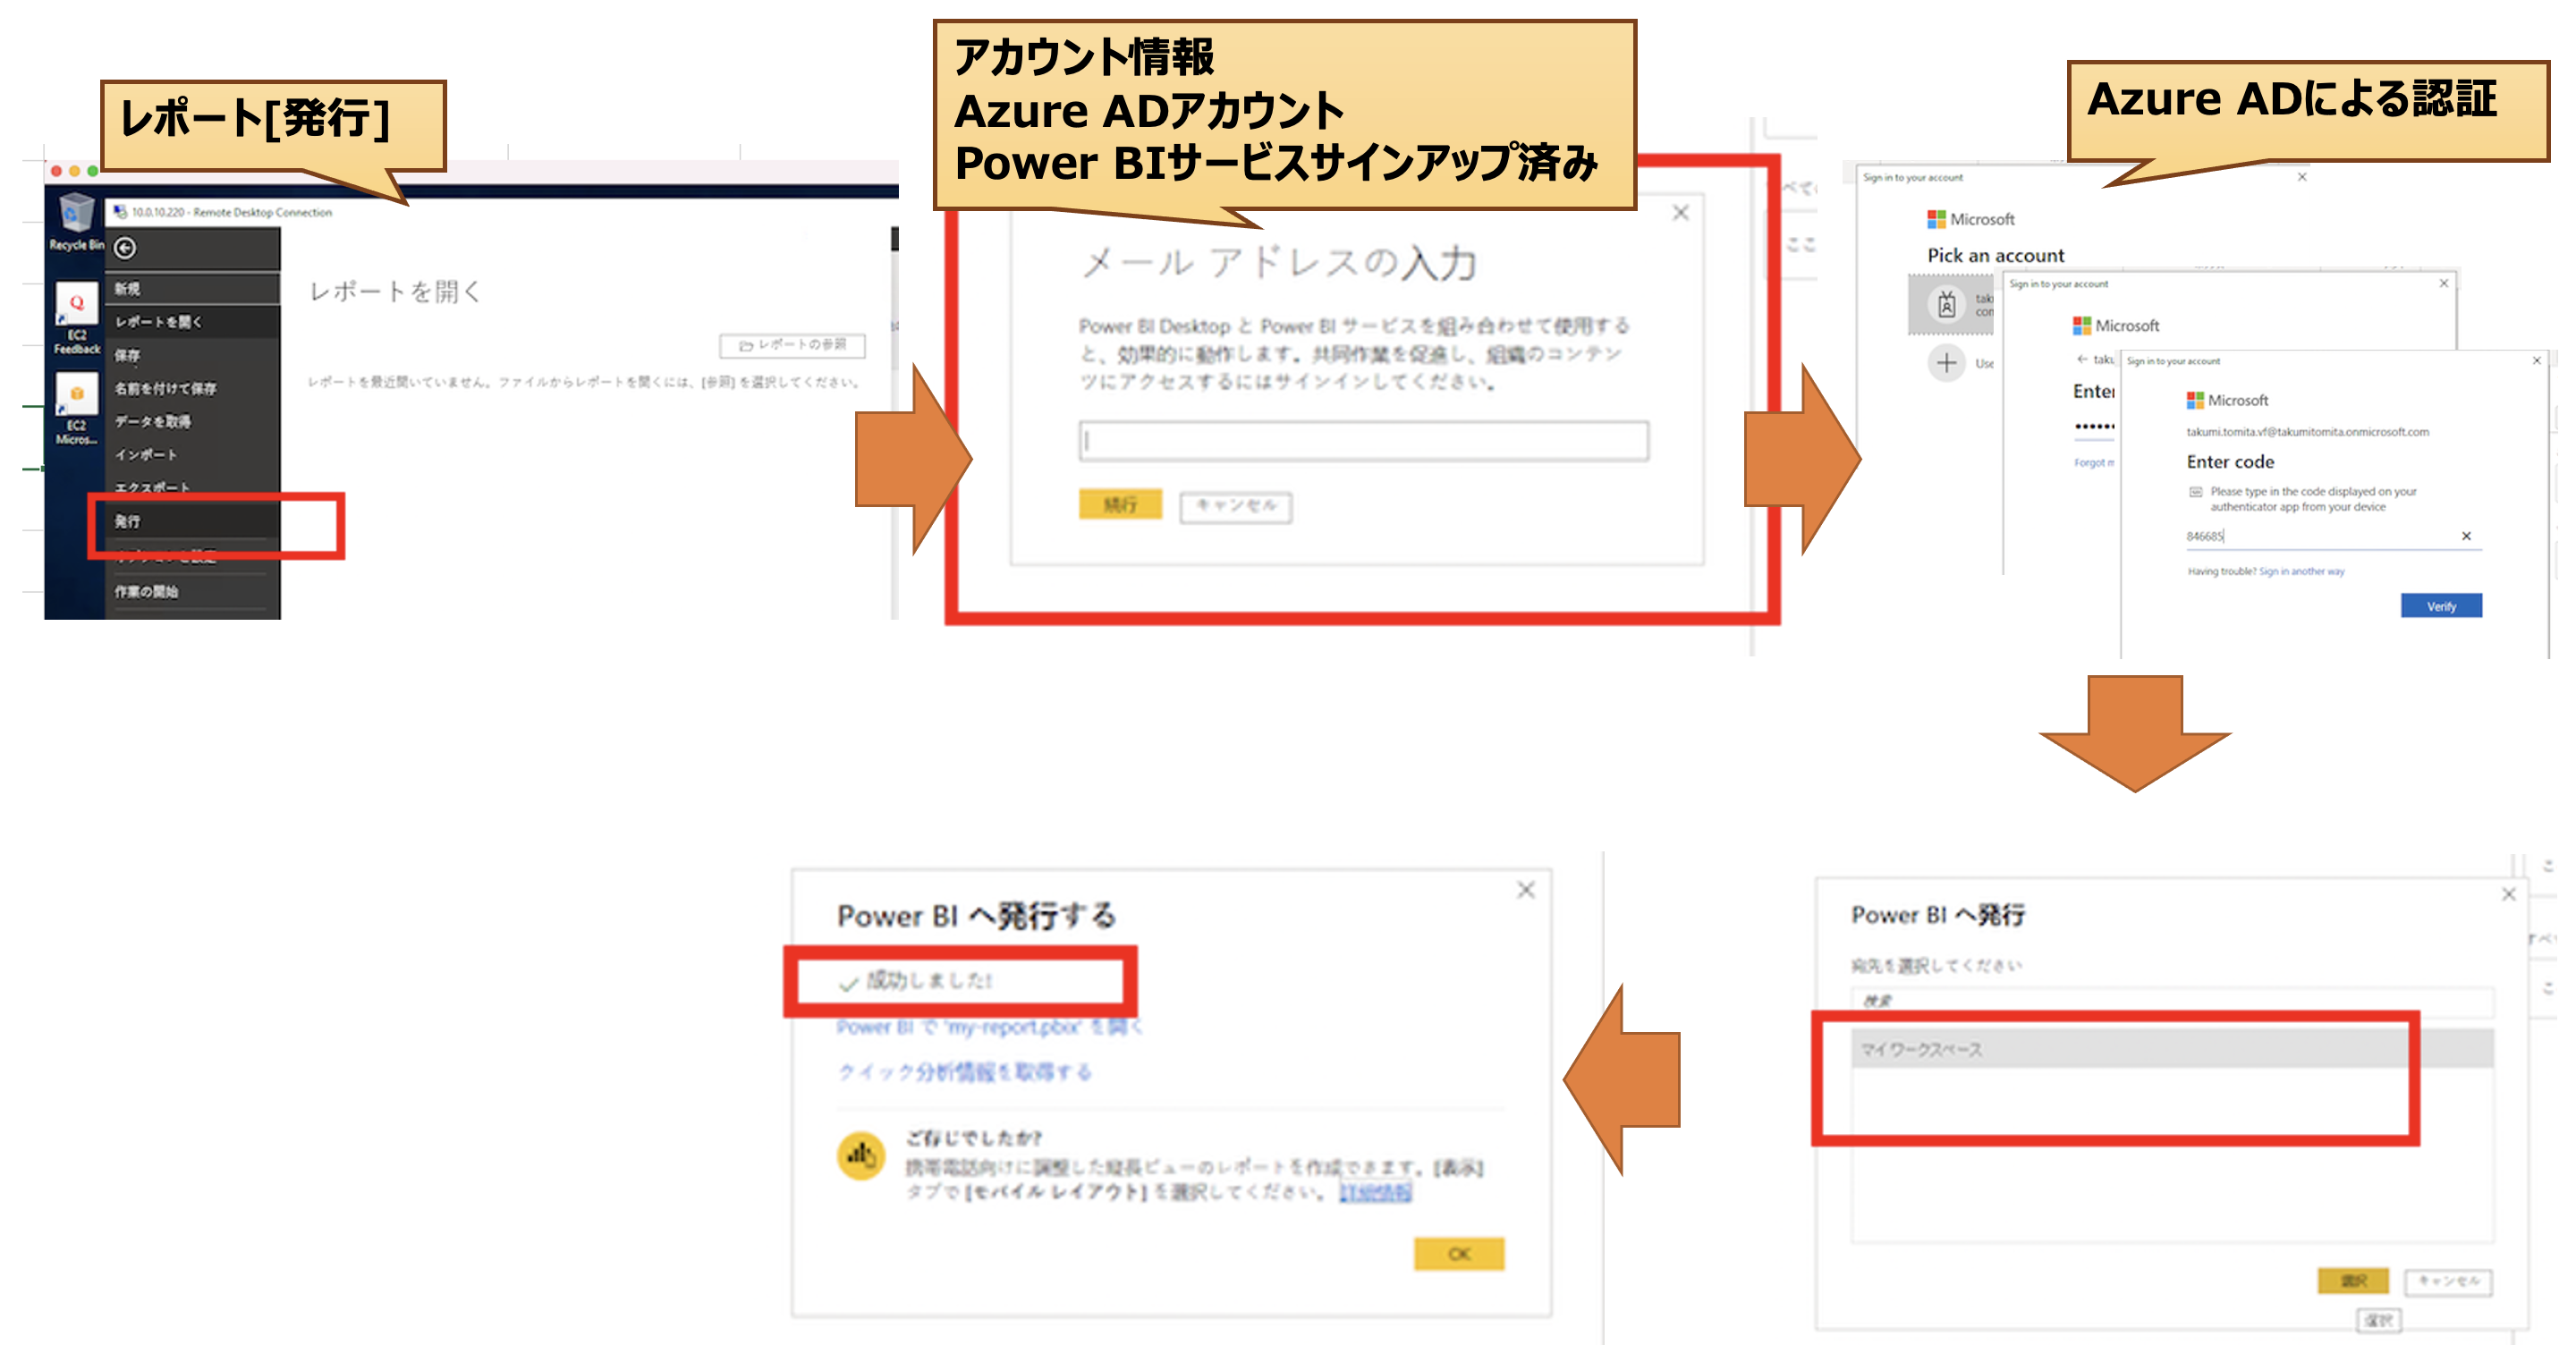 レポート[発行]
アカウント情報
Azure ADアカウント
Power BIサービスサインアップ済み
Azure ADによる認証
10.0.10.220 - Remote Desktop Connection
Recycle Bin
EC2
Feedback
EC2
Micros...
新規
レポートを開く
保存
名前を付けて保存
データを取得
インポート
エクスポート
発行
オプションと設定
作業の開始
レポートを開く
レポートの参照
レポートを最近開いていません。ファイルからレポートを開くには、[参照] を選択してください。
メール アドレスの入力
Power BI Desktop と Power BI サービスを組み合わせて使用する
と、効果的に動作します。共同作業を促進し、組織のコンテン
ツにアクセスするにはサインインしてください。
続行
キャンセル
べて
ここ
Sign in to your account
Microsoft
Pick an account
tak
con
Use
Sign in to your account
Microsoft
← taku
Enter
Forgot m
Sign in to your account
Microsoft
takumi.tomita.vf@takumitomita.onmicrosoft.com
Enter code
Please type in the code displayed on your
authenticator app from your device
846685
Having trouble? Sign in another way
Verify
Power BI へ発行する
成功しました!
Power BI で 'my-report.pbix' を開く
クイック分析情報を取得する
ご存じでしたか?
携帯電話向けに調整した縦長ビューのレポートを作成できます。[表示]
タブで [モバイル レイアウト] を選択してください。 詳細情報
OK
Power BI へ発行
宛先を選択してください
検索
マイ ワークスペース
選択
キャンセル
選択